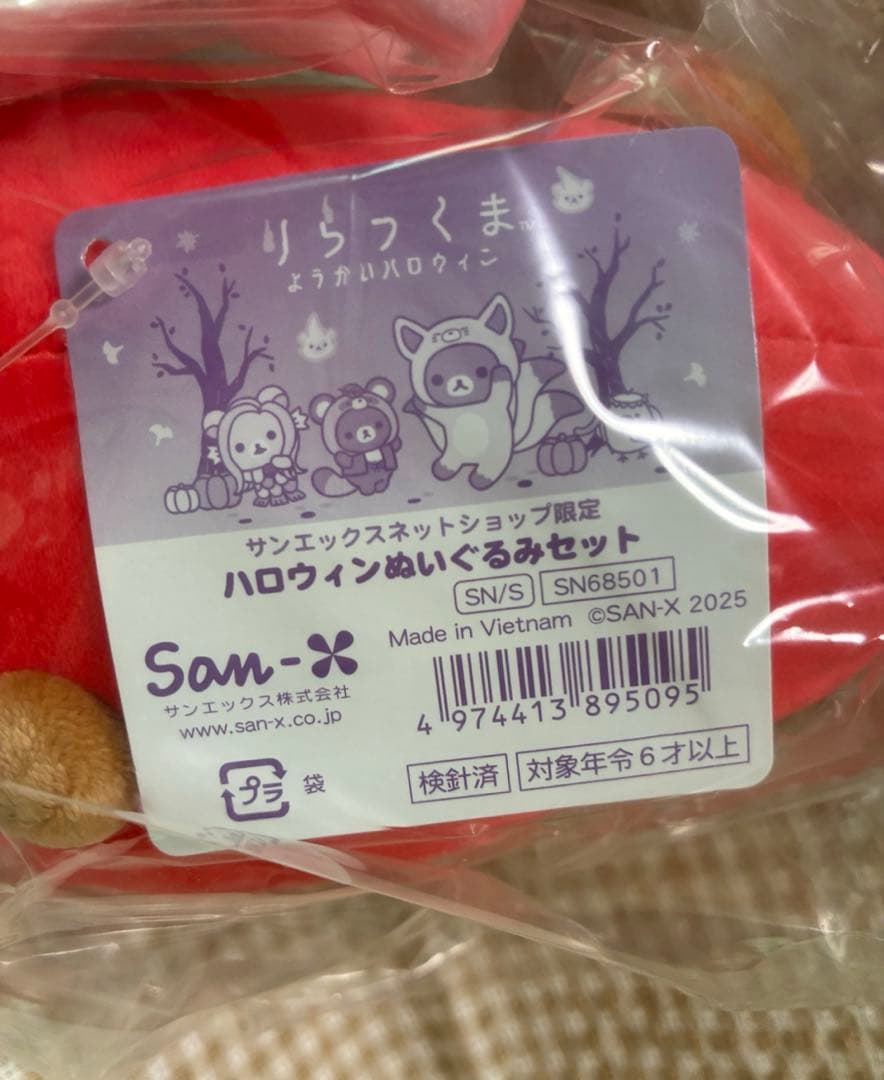 りらっくま™
ようかいハロウィン
サンエックスネットショップ限定
ハロウィンぬいぐるみセット
SN/S SN68501
Made in Vietnam ©SAN-X 2025
San-X
サンエックス株式会社
www.san-x.co.jp
4 974413 895095
プラ 袋
検針済 対象年令6才以上